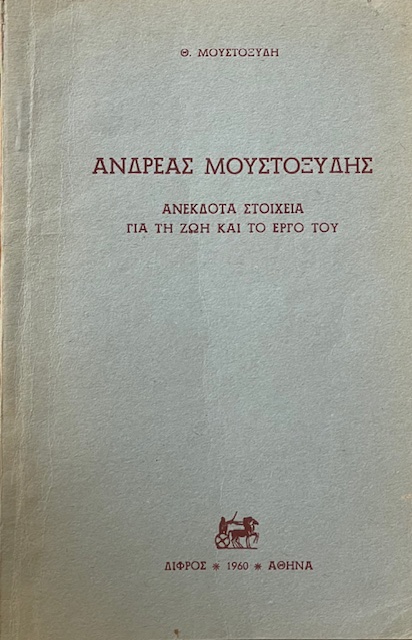 Θ. ΜΟΥΣΤΟΞΥΔΗ
ΑΝΔΡΕΑΣ ΜΟΥΣΤΟΞΥΔΗΣ
ΑΝΕΚΔΟΤΑ ΣΤΟΙΧΕΙΑ
ΓΙΑ ΤΗ ΖΩΗ ΚΑΙ ΤΟ ΕΡΓΟ ΤΟΥ
ΔΙΦΡΟΣ * 1960 * ΑΘΗΝΑ